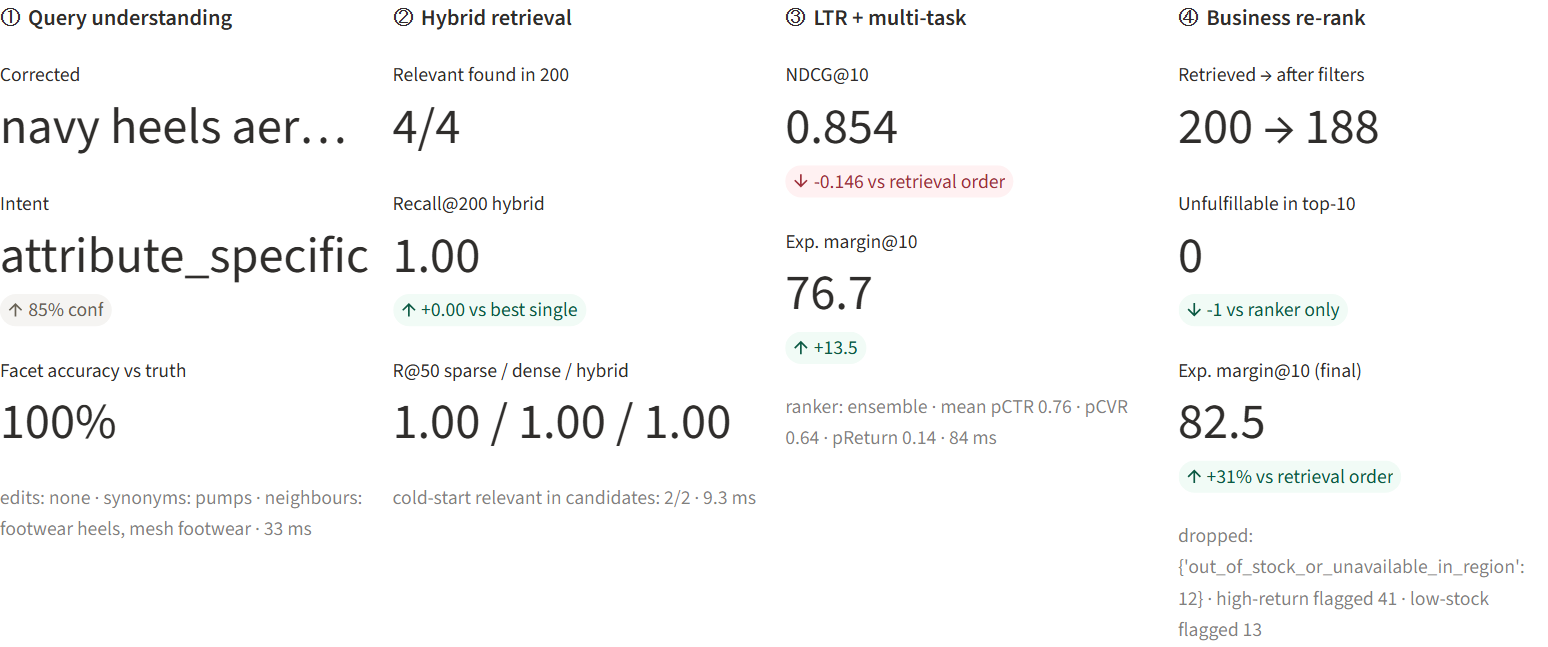 ① Query understanding
Corrected
navy heels aer…
Intent
attribute_specific
↑ 85% conf
Facet accuracy vs truth
100%
edits: none · synonyms: pumps · neighbours:
footwear heels, mesh footwear · 33 ms
② Hybrid retrieval
Relevant found in 200
4/4
Recall@200 hybrid
1.00
↑ +0.00 vs best single
R@50 sparse / dense / hybrid
1.00 / 1.00 / 1.00
cold-start relevant in candidates: 2/2 · 9.3 ms
③ LTR + multi-task
NDCG@10
0.854
↓ -0.146 vs retrieval order
Exp. margin@10
76.7
↑ +13.5
ranker: ensemble · mean pCTR 0.76 · pCVR
0.64 · pReturn 0.14 · 84 ms
④ Business re-rank
Retrieved → after filters
200 → 188
Unfulfillable in top-10
0
↓ -1 vs ranker only
Exp. margin@10 (final)
82.5
↑ +31% vs retrieval order
dropped:
{'out_of_stock_or_unavailable_in_region':
12} · high-return flagged 41 · low-stock
flagged 13